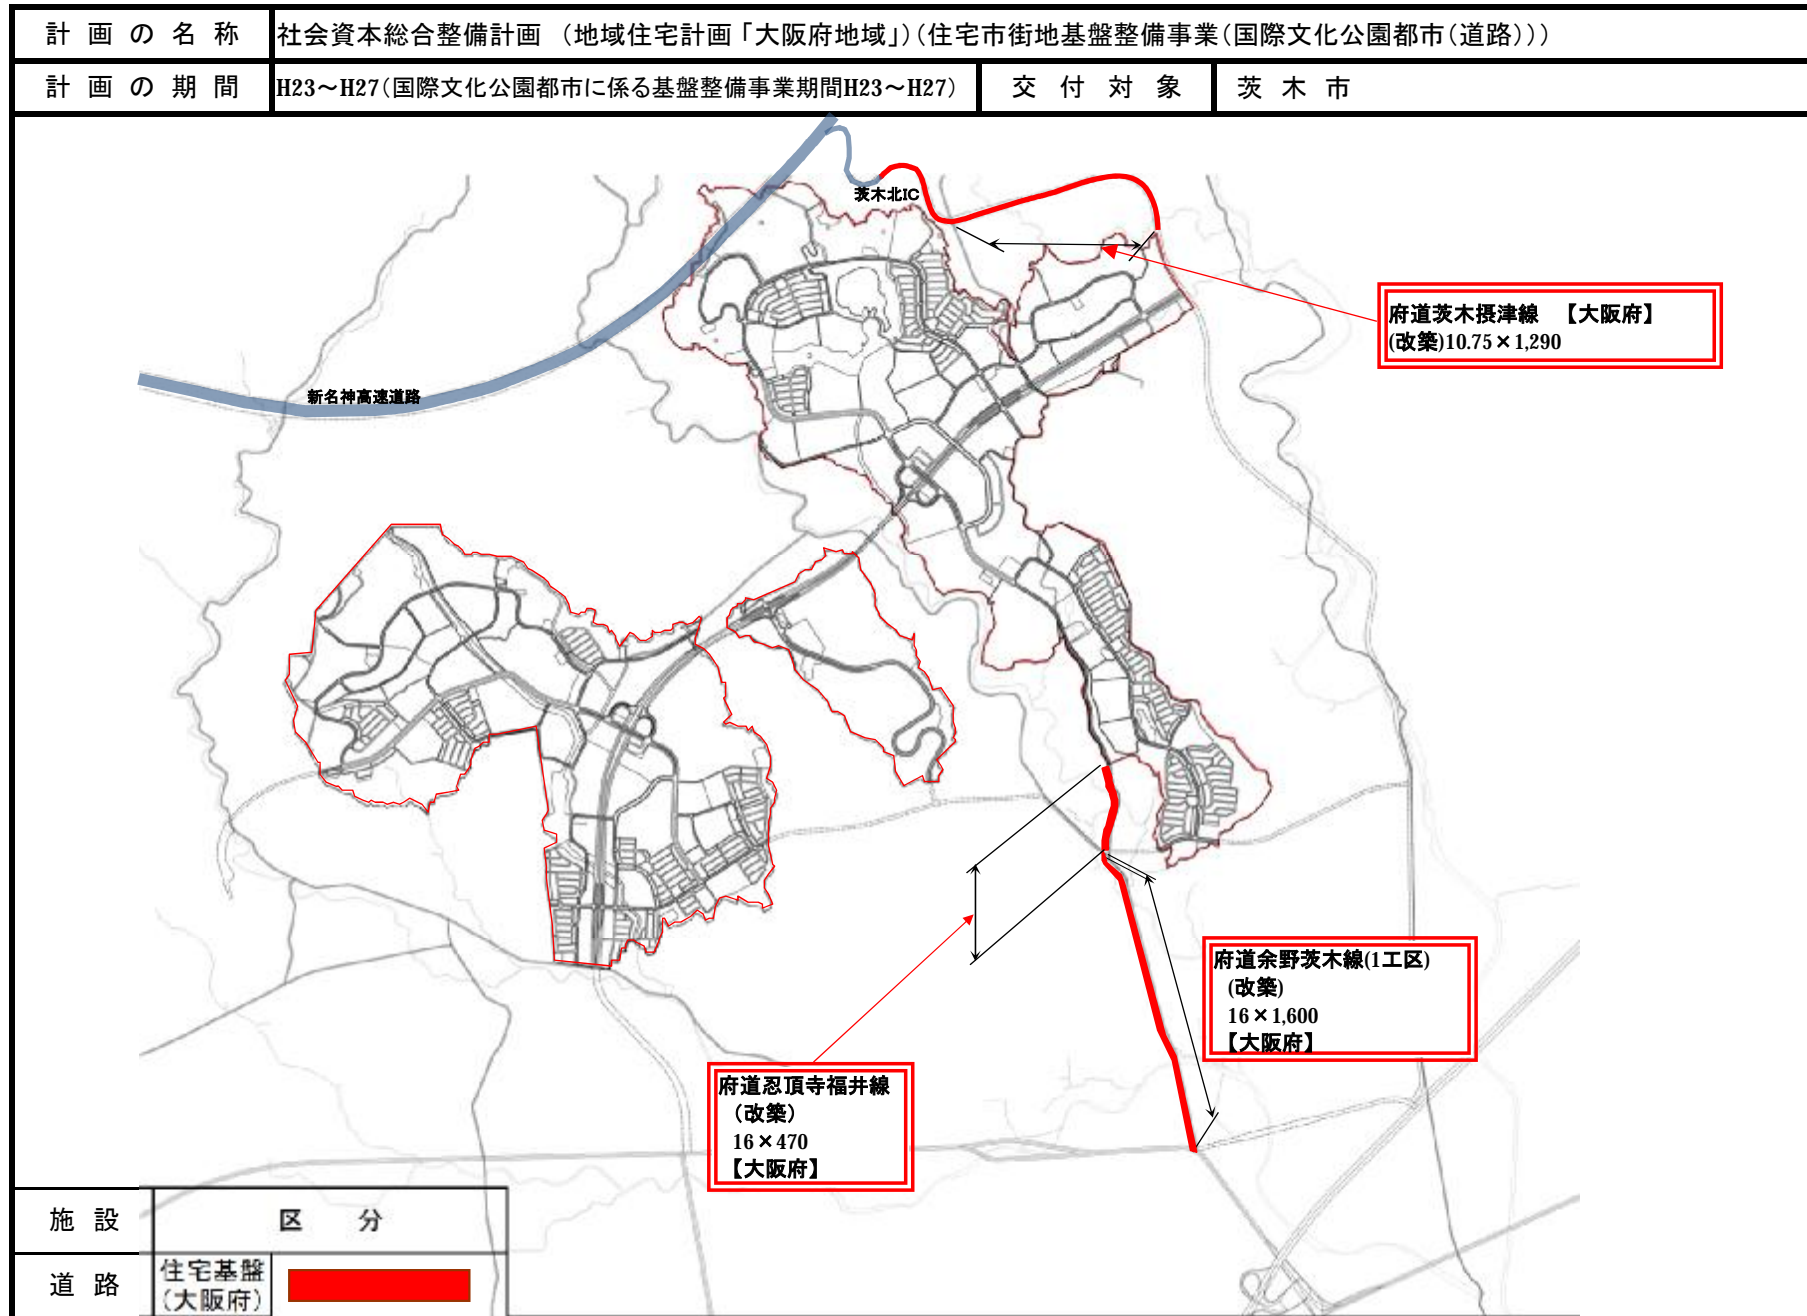 計画の名称
社会資本総合整備計画 （地域住宅計画「大阪府地域」）（住宅市街地基盤整備事業（国際文化公園都市（道路）））
計画の期間
H23～H27（国際文化公園都市に係る基盤整備事業期間H23～H27）
交付対象
茨木市
茨木北IC
府道茨木摂津線 【大阪府】
(改築)10.75×1,290
新名神高速道路
府道余野茨木線(1工区)
(改築)
16×1,600
【大阪府】
府道忍頂寺福井線
（改築）
16×470
【大阪府】
施設
区 分
道路
住宅基盤
（大阪府）